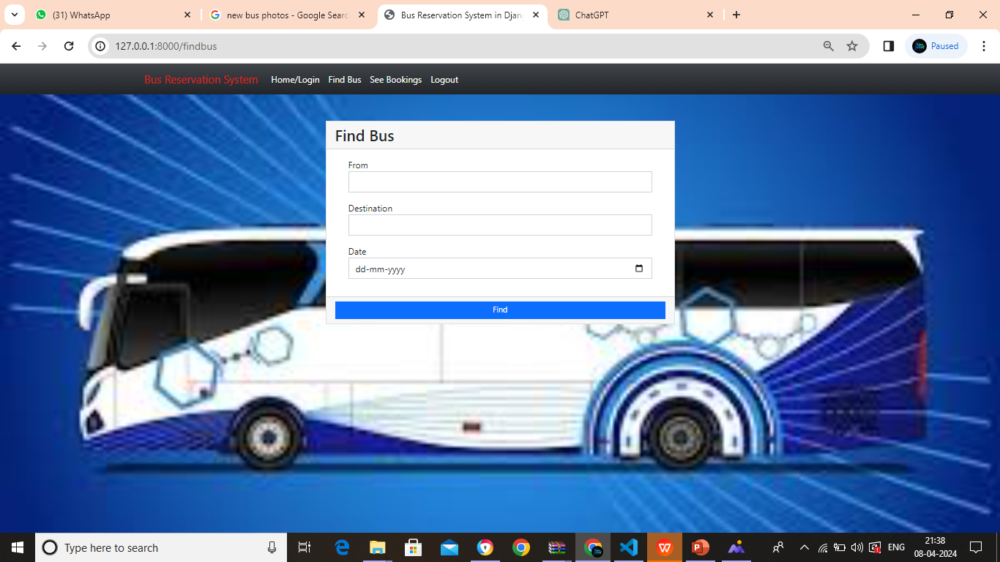 (31) WhatsApp
new bus photos - Google Searc
Bus Reservation System in Djan
ChatGPT
127.0.0.1:8000/findbus
Paused
Bus Reservation System
Home/Login
Find Bus
See Bookings
Logout
Find Bus
From
Destination
Date
dd-mm-yyyy
Find
Type here to search
ENG
21:38
08-04-2024